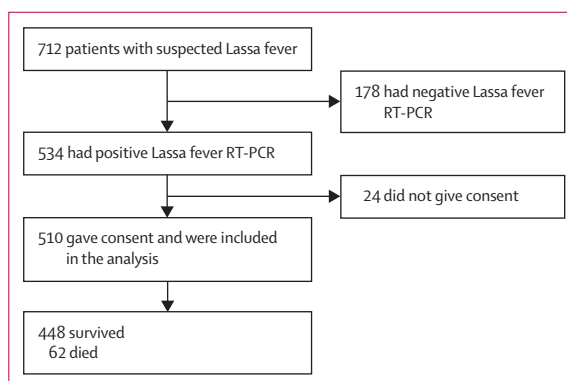 712 patients with suspected Lassa fever
178 had negative Lassa fever
RT-PCR
534 had positive Lassa fever RT-PCR
24 did not give consent
510 gave consent and were included
in the analysis
448 survived
62 died